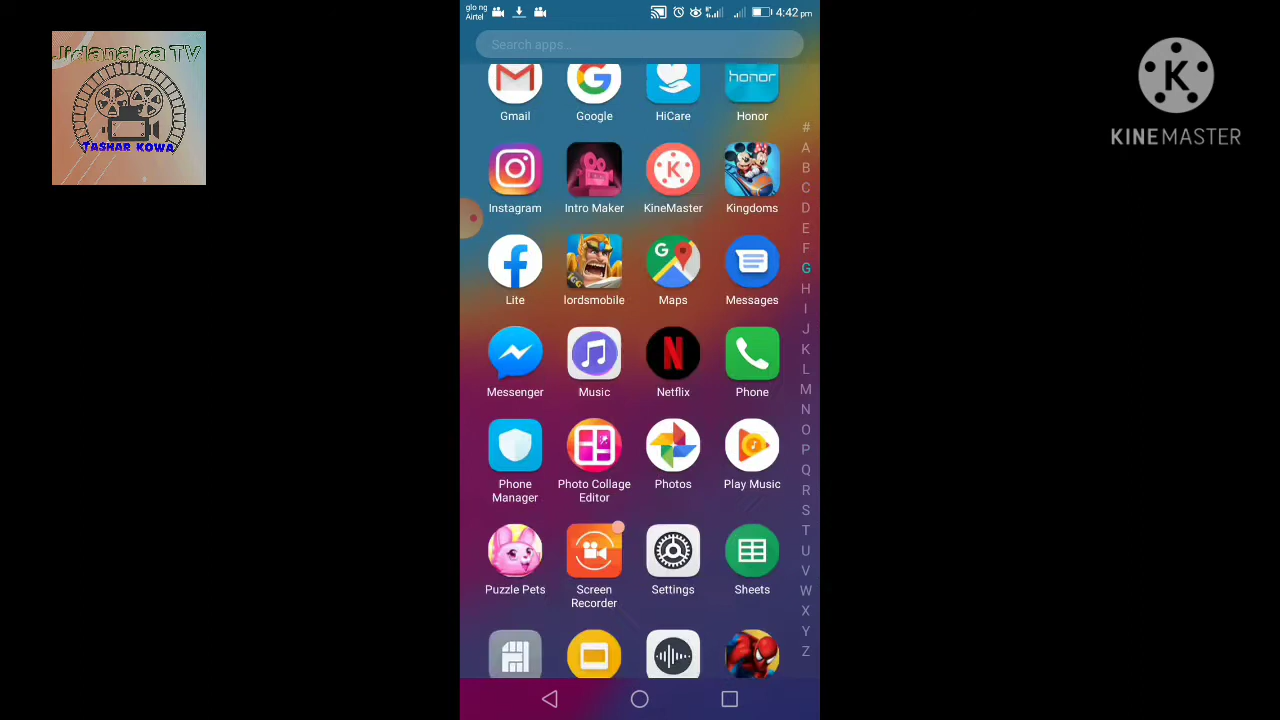 glo ng
Airtel
4:42 pm
Jidanaka TV
TASHAR KOWA
KINEMASTER
Search apps...
Gmail
Google
HiCare
honor
Honor
Instagram
Intro Maker
KineMaster
Kingdoms
Lite
lordsmobile
Maps
Messages
Messenger
Music
Netflix
Phone
Phone
Manager
Photo Collage
Editor
Photos
Play Music
Puzzle Pets
Screen
Recorder
Settings
Sheets
#
A
B
C
D
E
F
G
H
I
J
K
L
M
N
O
P
Q
R
S
T
U
V
W
X
Y
Z